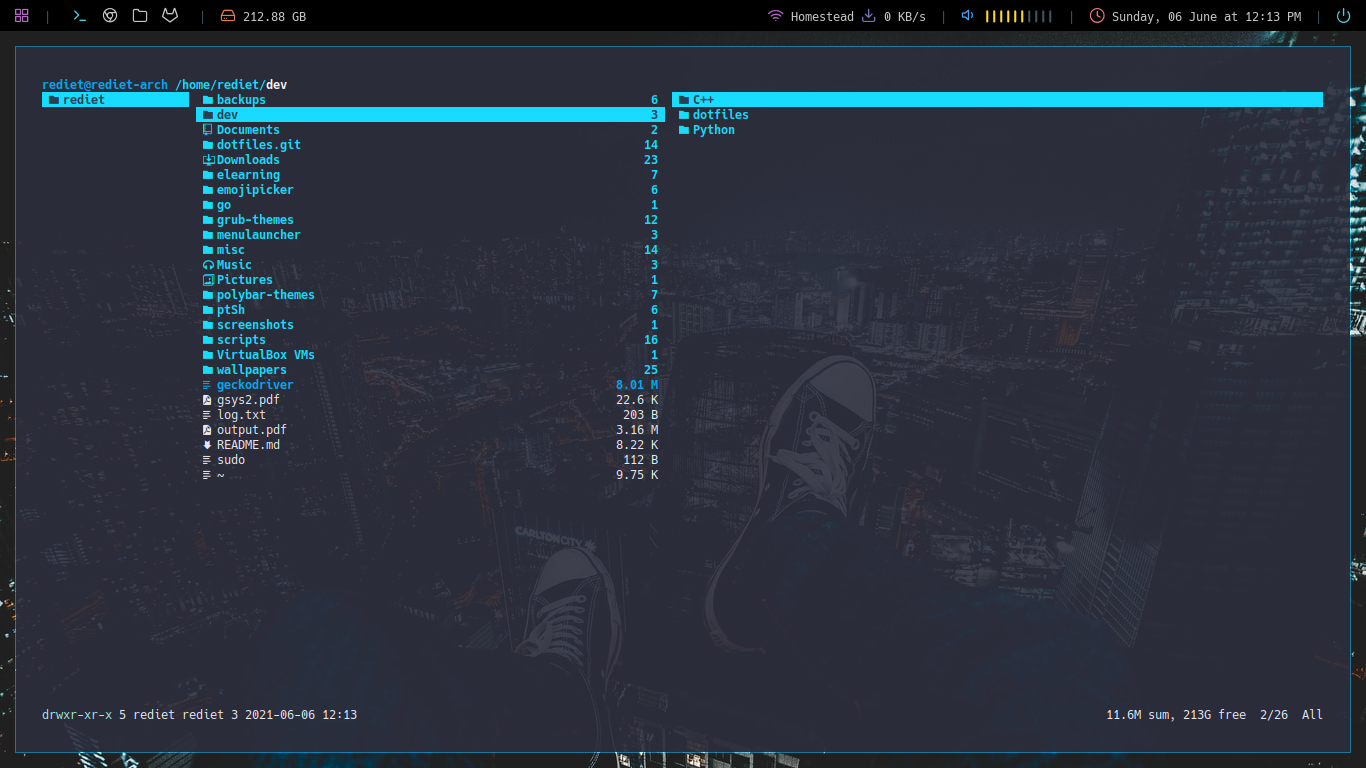 212.88 GB Homestead 0 KB/s Sunday, 06 June at 12:13 PM
rediet@rediet-arch /home/rediet/dev
rediet backups 6 C++
dev 3 dotfiles
Documents 2 Python
dotfiles.git 14
Downloads 23
elearning 7
emojipicker 6
go 1
grub-themes 12
menulauncher 3
misc 14
Music 3
Pictures 1
polybar-themes 7
ptSh 6
screenshots 1
scripts 16
VirtualBox VMs 1
wallpapers 25
geckodriver 8.01 M
gsys2.pdf 22.6 K
log.txt 203 B
output.pdf 3.16 M
README.md 8.22 K
sudo 112 B
~ 9.75 K
CARLTON CITY
drwxr-xr-x 5 rediet rediet 3 2021-06-06 12:13 11.6M sum, 213G free 2/26 All